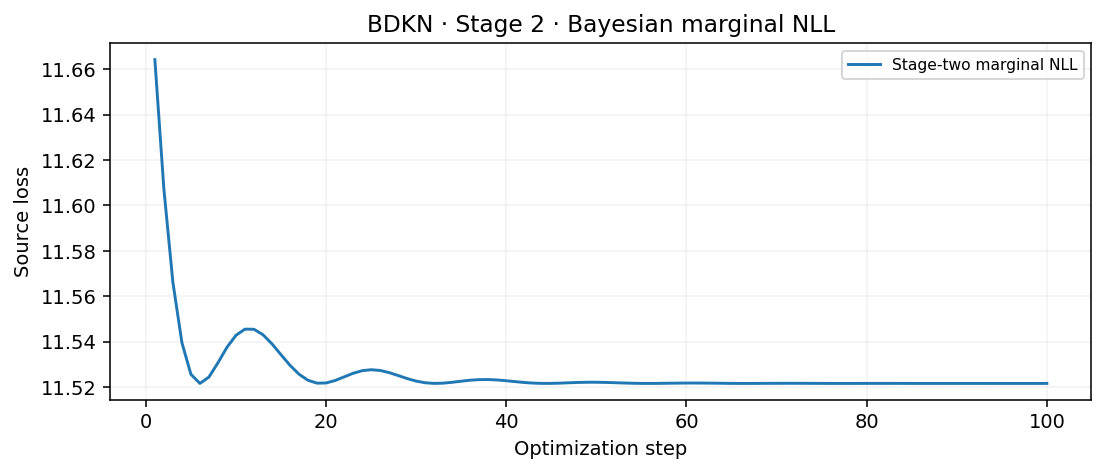 BDKN · Stage 2 · Bayesian marginal NLL
Stage-two marginal NLL
Source loss
11.66
11.64
11.62
11.60
11.58
11.56
11.54
11.52
0 20 40 60 80 100
Optimization step